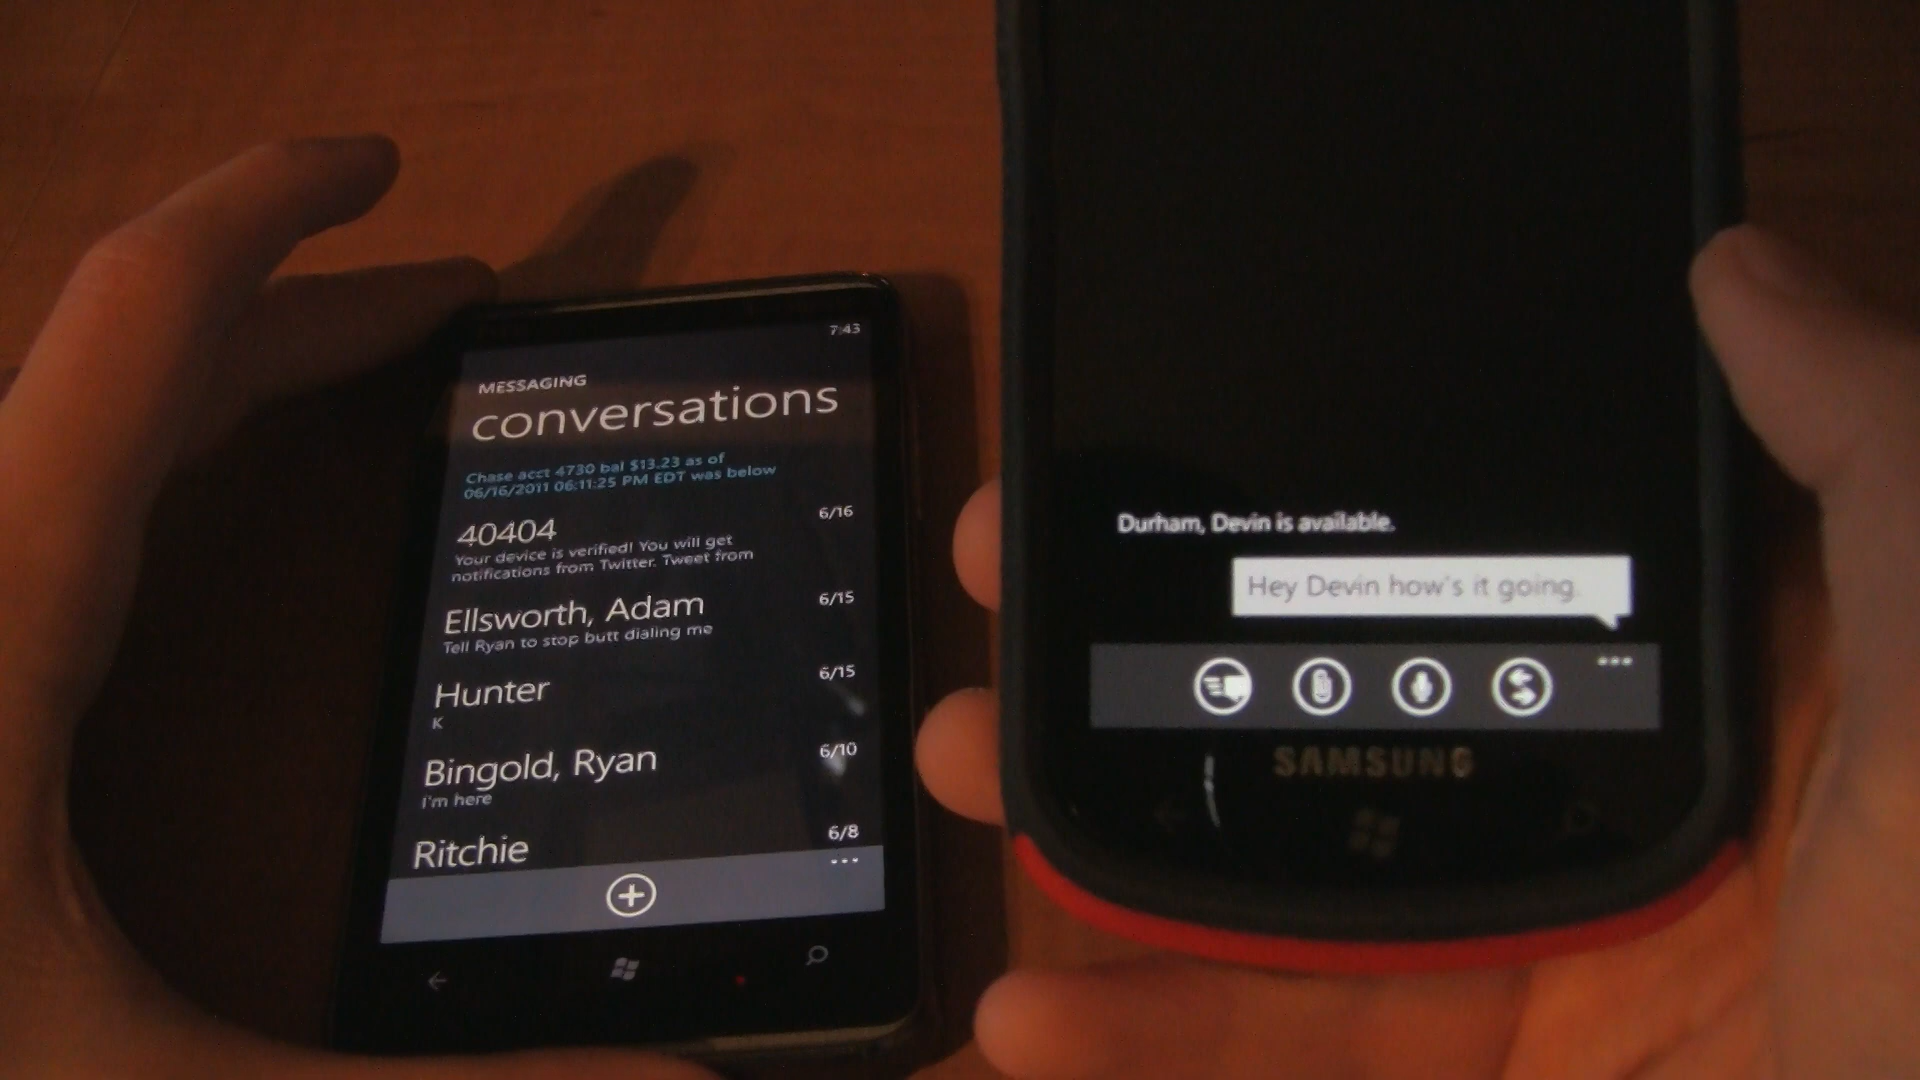 7:43
MESSAGING
conversations
Chase acct 4730 bal $13.23 as of
06/16/2011 06:11:25 PM EDT was below
40404 6/16
Your device is verified! You will get
notifications from Twitter. Tweet from
Ellsworth, Adam 6/15
Tell Ryan to stop butt dialing me
Hunter 6/15
K
Bingold, Ryan 6/10
I'm here
Ritchie 6/8
Durham, Devin is available.
Hey Devin how's it going
SAMSUNG